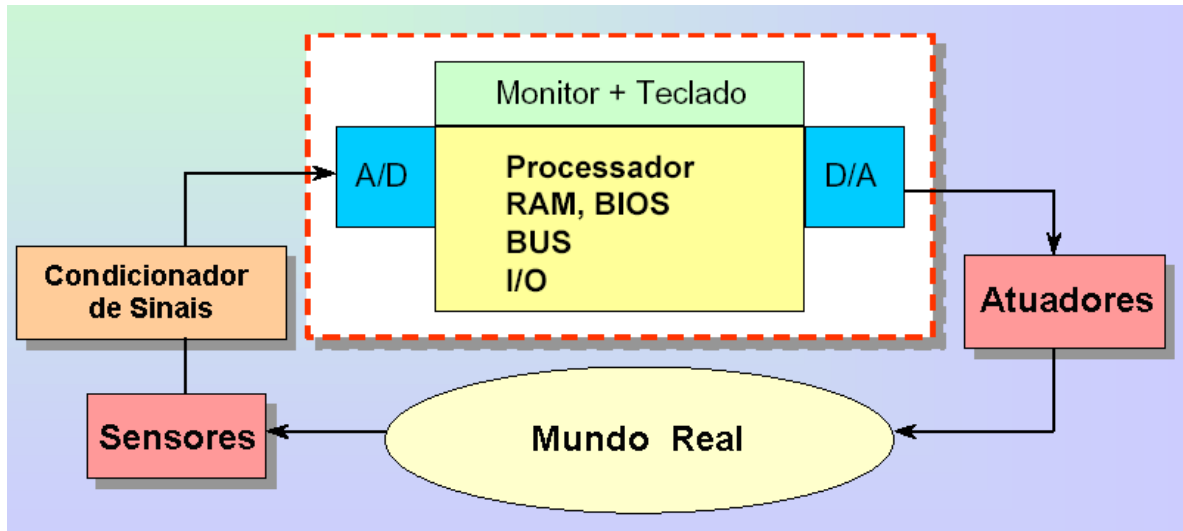 Monitor + Teclado
A/D
Processador
RAM, BIOS
BUS
I/O
D/A
Condicionador
de Sinais
Atuadores
Sensores
Mundo Real